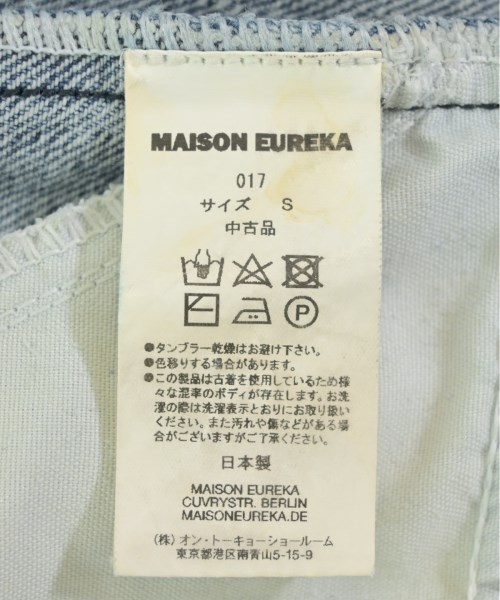 MAISON EUREKA
017
サイズ S
中古品
P
●タンブラー乾燥はお避け下さい。
●色移りする場合があります。
●この製品は古着を使用しているため様
々な混率のボディが存在します。お洗
濯の際は洗濯表示とおりにお取り扱い
ください。また汚れや傷などがある場
合がございますがご了承ください。
日本製
MAISON EUREKA
CUVRYSTR. BERLIN
MAISONEUREKA.DE
(株)オン・トーキョーショールーム
東京都港区南青山5-15-9